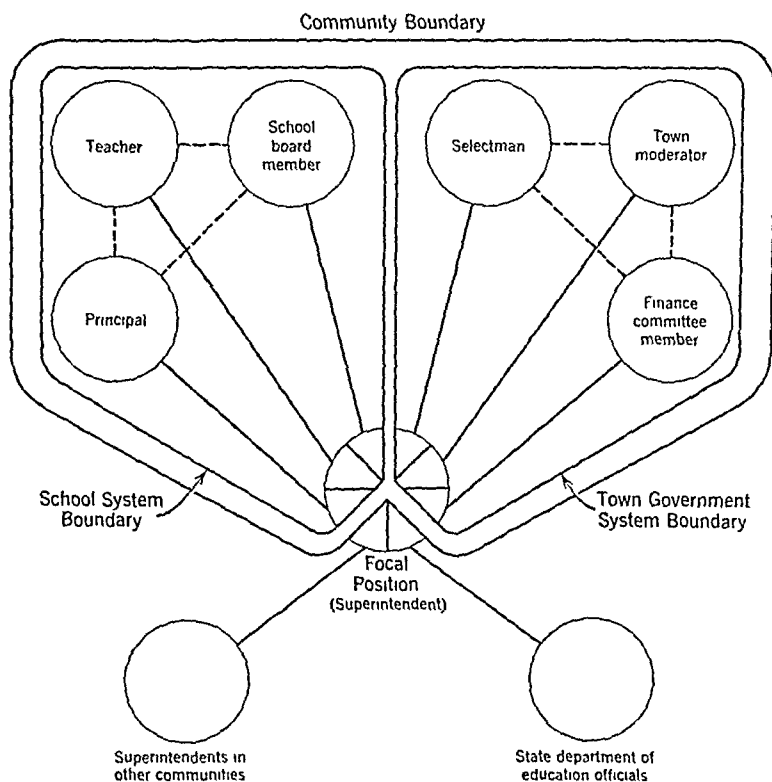 Community Boundary
Teacher
School
board
member
Selectman
Town
moderator
Principal
Finance
committee
member
School System
Boundary
Town Government
System Boundary
Focal
Position
(Superintendent)
Superintendents in
other communities
State department of
education officials